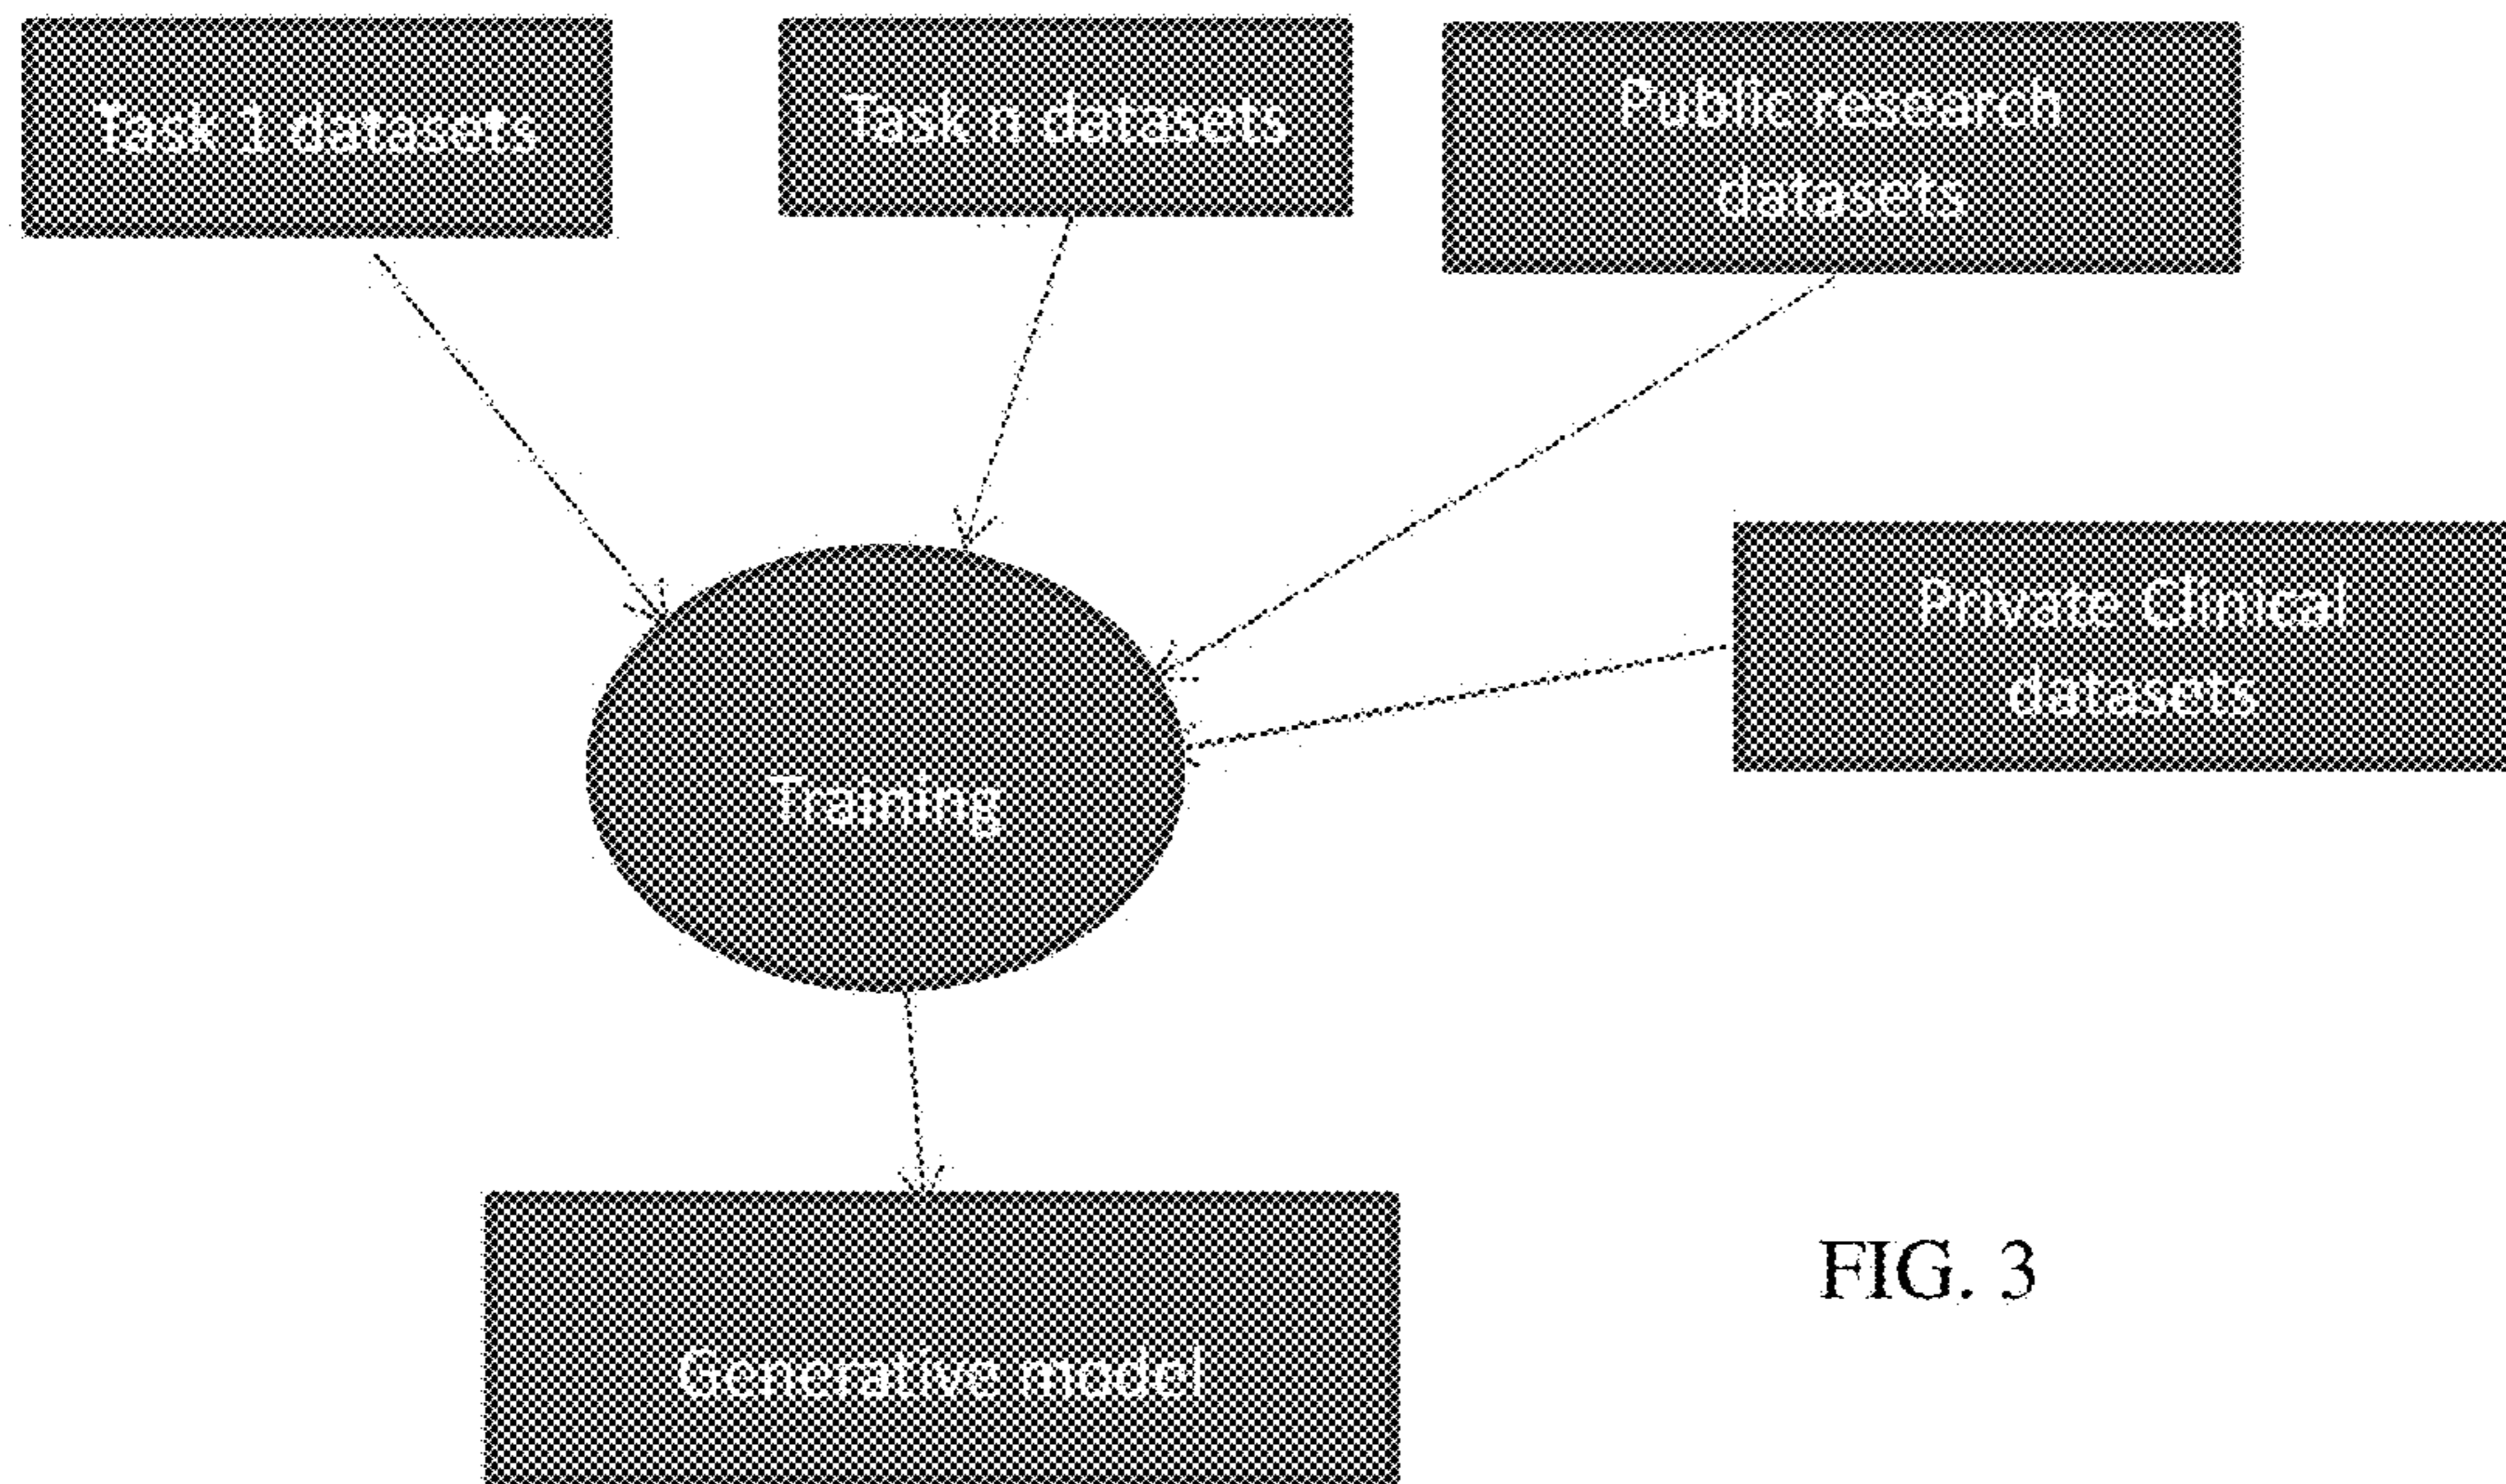 Task 1 datasets
Task n datasets
Public research
datasets
Private Clinical
datasets
Training
Generative model
FIG. 3